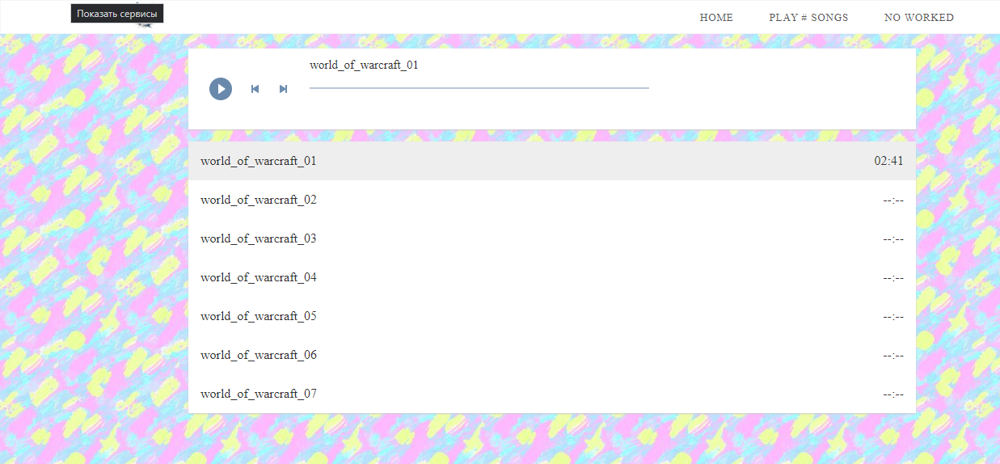 Показать сервисы
HOME PLAY # SONGS NO WORKED
world_of_warcraft_01
world_of_warcraft_01 02:41
world_of_warcraft_02 --:--
world_of_warcraft_03 --:--
world_of_warcraft_04 --:--
world_of_warcraft_05 --:--
world_of_warcraft_06 --:--
world_of_warcraft_07 --:--